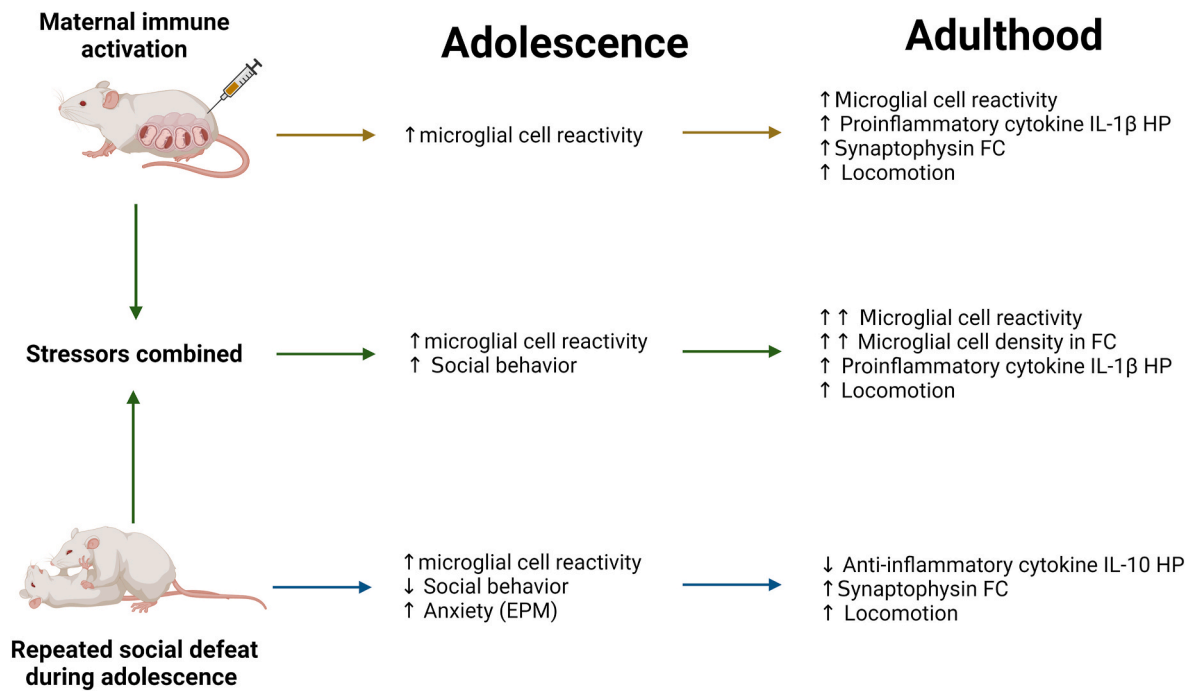 Maternal immune
activation
Adolescence
Adulthood
↑microglial cell reactivity
↑Microglial cell reactivity
↑ Proinflammatory cytokine IL-1β HP
↑Synaptophysin FC
↑ Locomotion
Stressors combined
↑microglial cell reactivity
↑ Social behavior
↑↑ Microglial cell reactivity
↑↑ Microglial cell density in FC
↑ Proinflammatory cytokine IL-1β HP
↑ Locomotion
↑microglial cell reactivity
↓ Social behavior
↑ Anxiety (EPM)
↓ Anti-inflammatory cytokine IL-10 HP
↑Synaptophysin FC
↑ Locomotion
Repeated social defeat
during adolescence